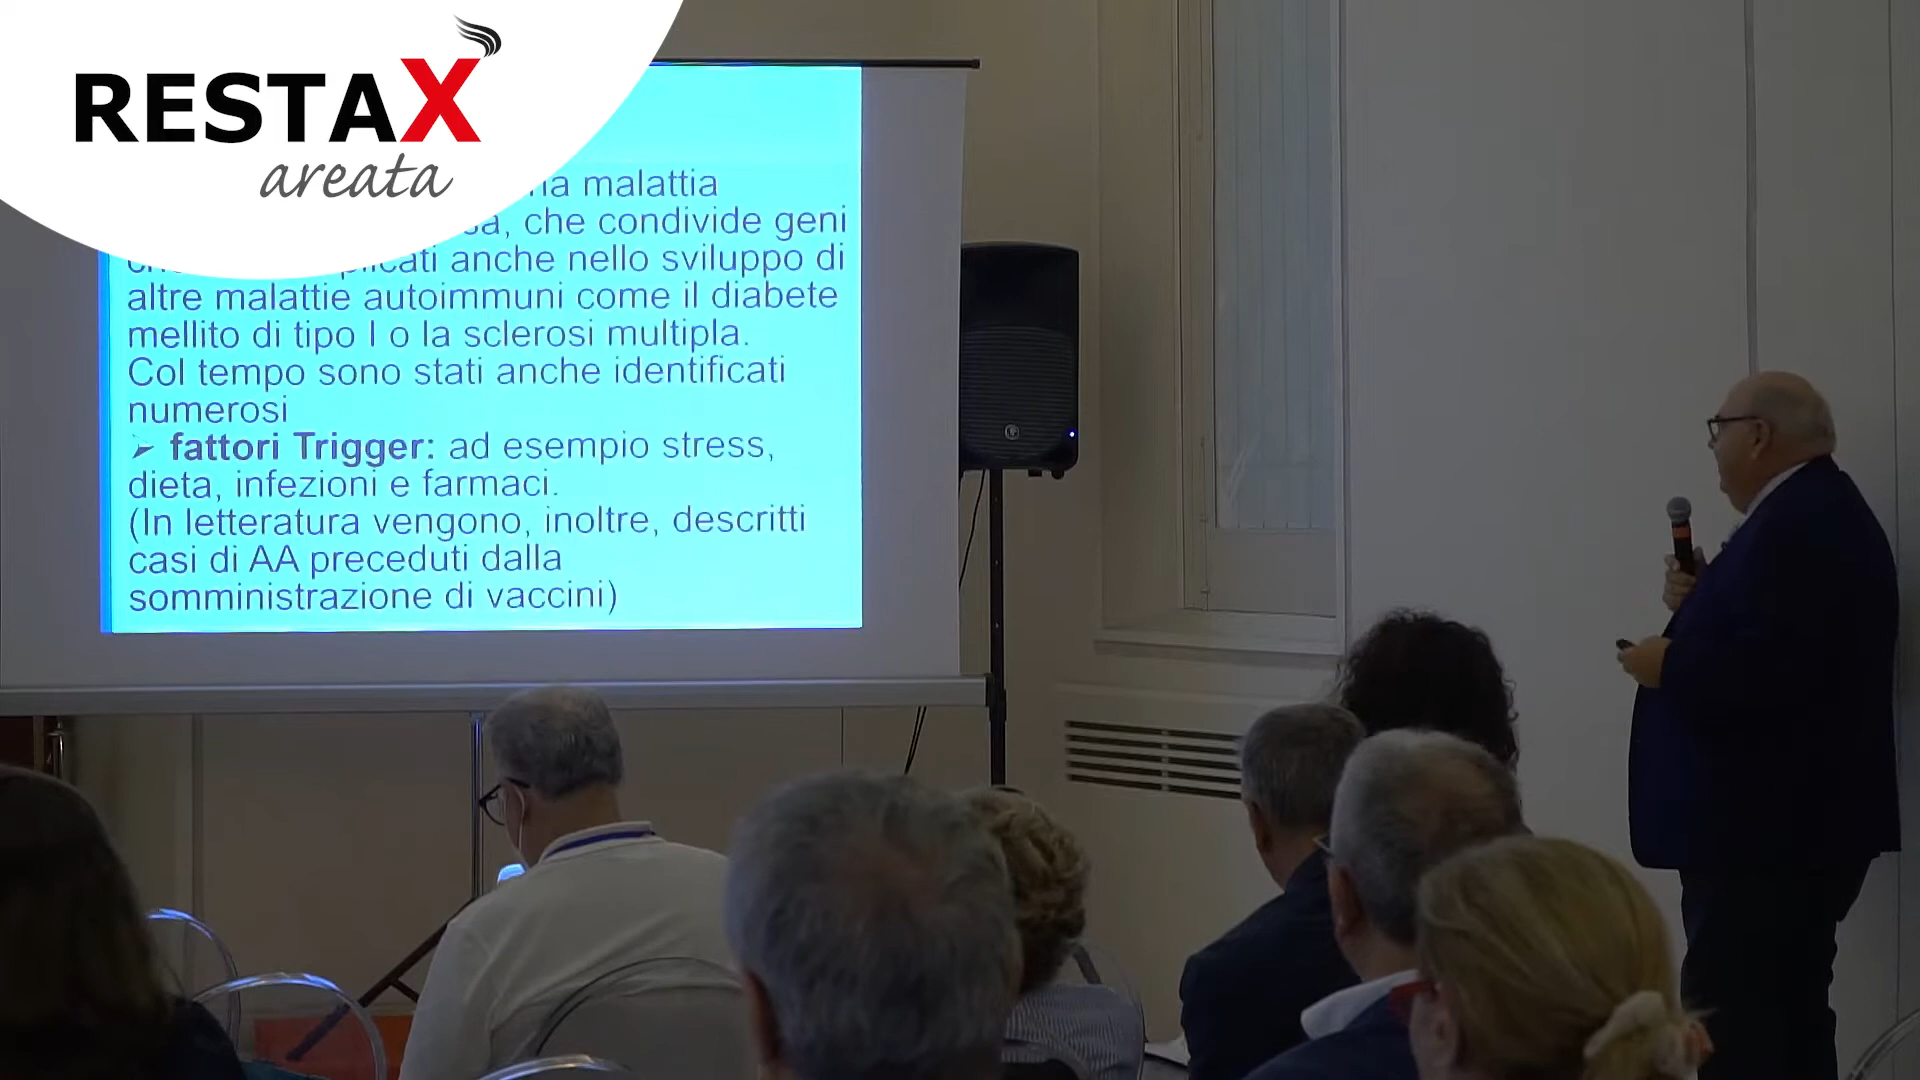 RESTAX
areata
malattia
che condivide geni
anche nello sviluppo di
altre malattie autoimmuni come il diabete
mellito di tipo I o la sclerosi multipla.
Col tempo sono stati anche identificati
numerosi
➢ fattori Trigger: ad esempio stress,
dieta, infezioni e farmaci.
(In letteratura vengono, inoltre, descritti
casi di AA preceduti dalla
somministrazione di vaccini)